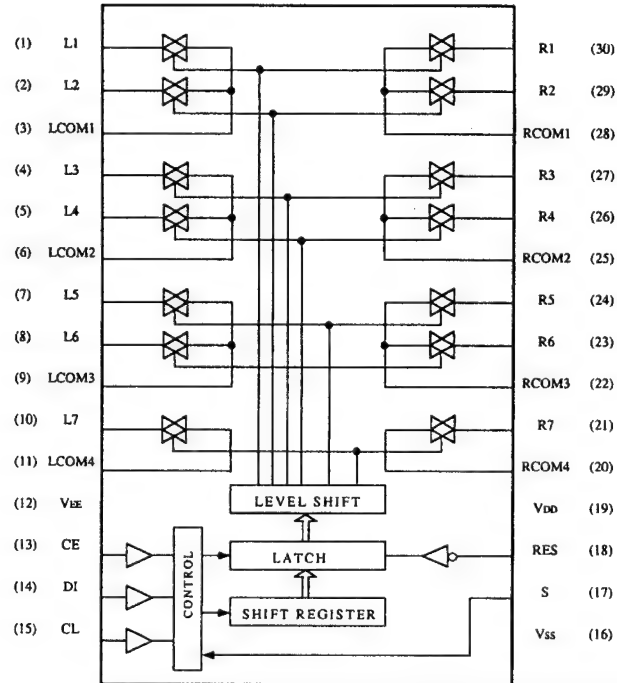 (1) L1 R1 (30)
(2) L2 R2 (29)
(3) LCOM1 RCOM1 (28)
(4) L3 R3 (27)
(5) L4 R4 (26)
(6) LCOM2 RCOM2 (25)
(7) L5 R5 (24)
(8) L6 R6 (23)
(9) LCOM3 RCOM3 (22)
(10) L7 R7 (21)
(11) LCOM4 RCOM4 (20)
(12) VEE LEVEL SHIFT VDD (19)
(13) CE LATCH RES (18)
CONTROL
(14) DI SHIFT REGISTER S (17)
(15) CL VSS (16)